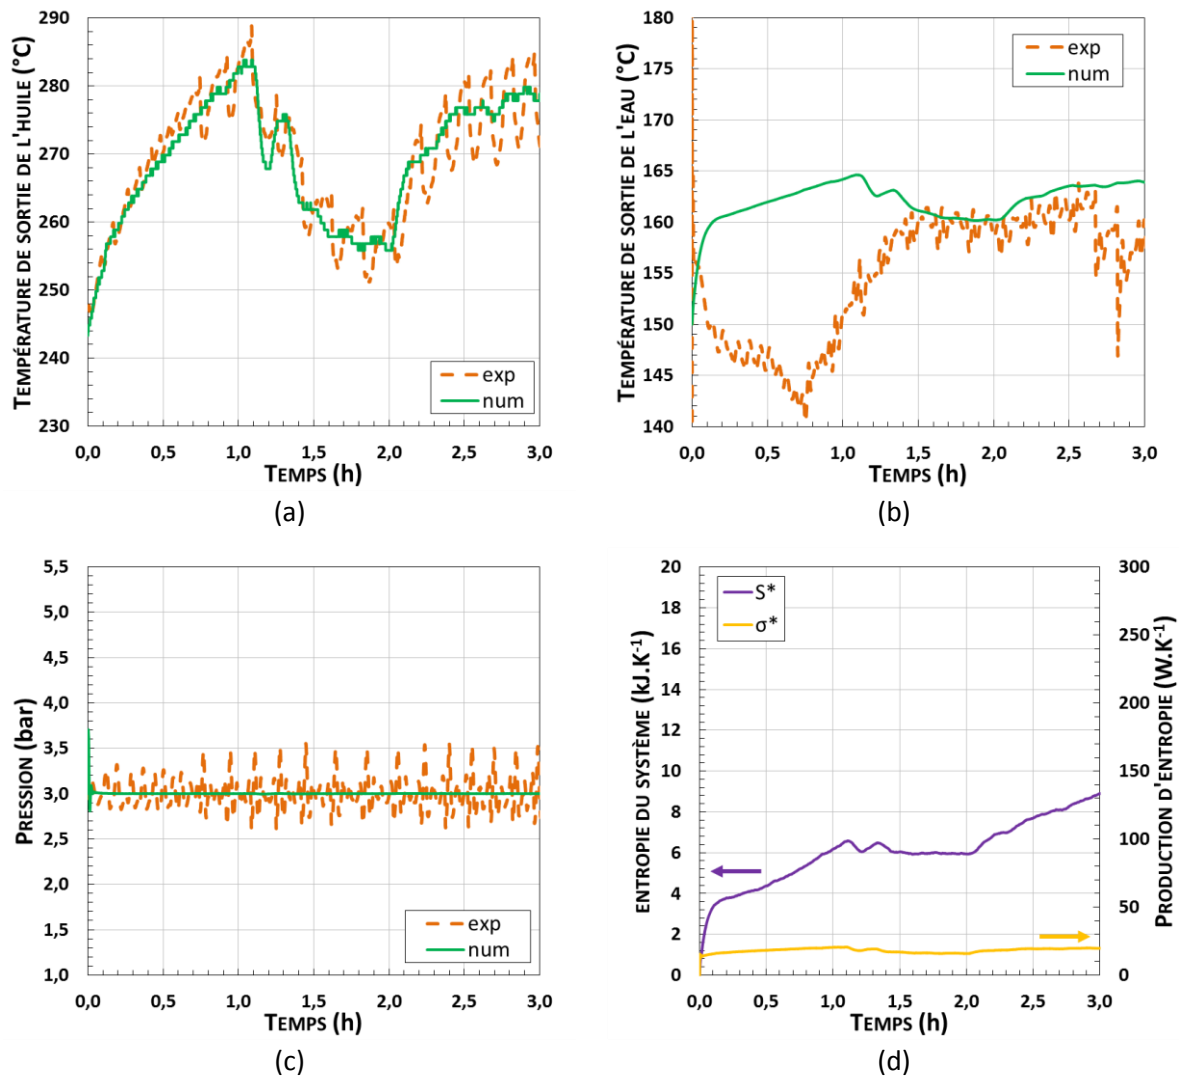 290
280
270
260
250
240
230
TEMPÉRATURE DE SORTIE DE L'HUILE (°C)
exp
num
0,0 0,5 1,0 1,5 2,0 2,5 3,0
TEMPS (h)
(a)
180
175
170
165
160
155
150
145
140
TEMPÉRATURE DE SORTIE DE L'EAU (°C)
exp
num
0,0 0,5 1,0 1,5 2,0 2,5 3,0
TEMPS (h)
(b)
5,5
5,0
4,5
4,0
3,5
3,0
2,5
2,0
1,5
1,0
PRESSION (bar)
exp
num
0,0 0,5 1,0 1,5 2,0 2,5 3,0
TEMPS (h)
(c)
20
18
16
14
12
10
8
6
4
2
0
ENTROPIE DU SYSTÈME (kJ.K-1)
S*
σ*
300
250
200
150
100
50
0
PRODUCTION D'ENTROPIE (W.K-1)
0,0 0,5 1,0 1,5 2,0 2,5 3,0
TEMPS (h)
(d)